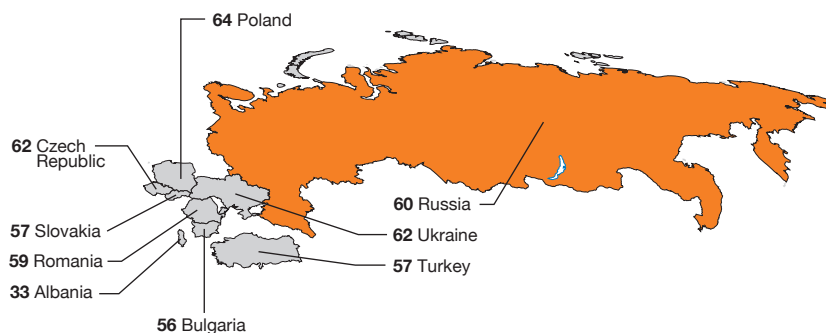 64 Poland
62 Czech
Republic
57 Slovakia
59 Romania
33 Albania
56 Bulgaria
60 Russia
62 Ukraine
57 Turkey